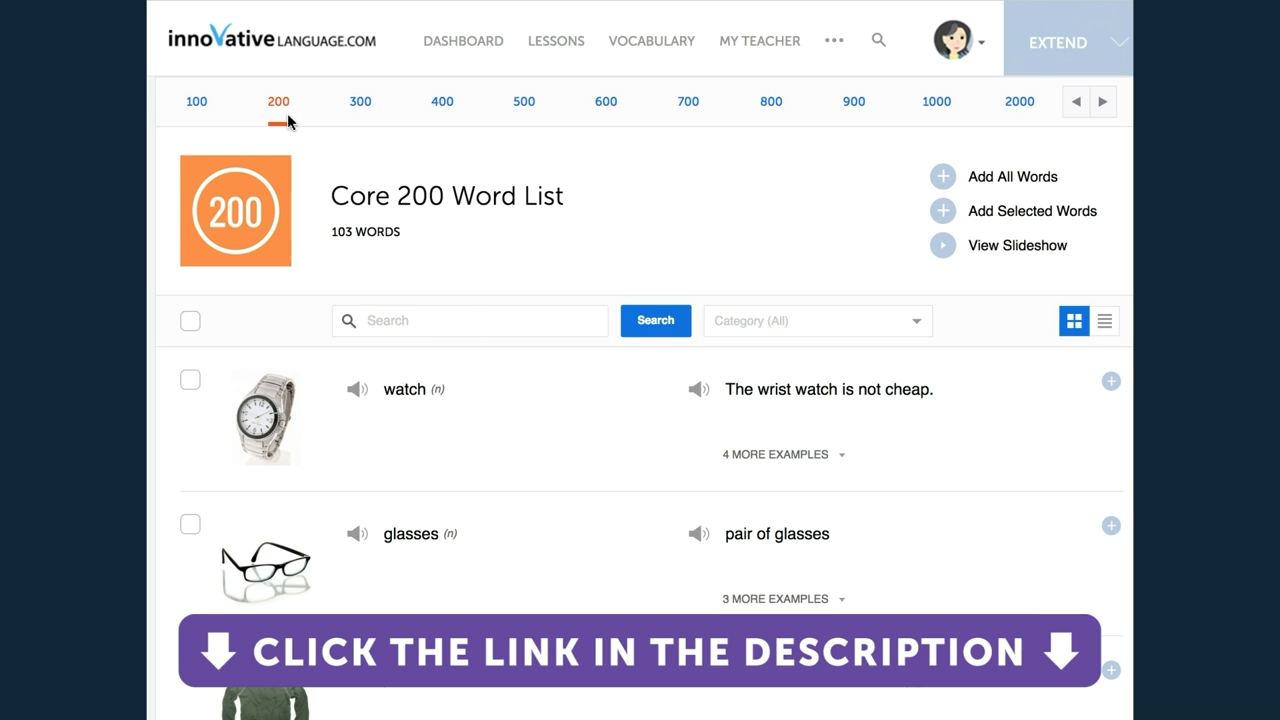 innoVative LANGUAGE.COM
DASHBOARD LESSONS VOCABULARY MY TEACHER EXTEND
100 200 300 400 500 600 700 800 900 1000 2000
200
Core 200 Word List
103 WORDS
Add All Words
Add Selected Words
View Slideshow
Search Search Category (All)
watch (n) The wrist watch is not cheap.
4 MORE EXAMPLES
glasses (n) pair of glasses
3 MORE EXAMPLES
CLICK THE LINK IN THE DESCRIPTION